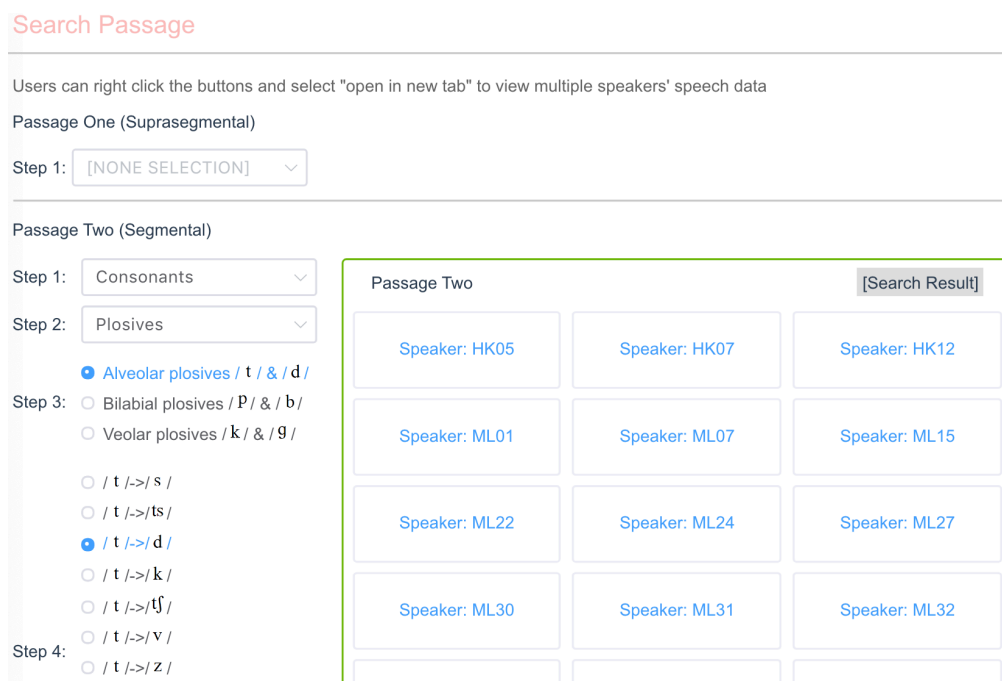 Search Passage
Users can right click the buttons and select "open in new tab" to view multiple speakers' speech data
Passage One (Suprasegmental)
Step 1: [NONE SELECTION]
Passage Two (Segmental)
Step 1: Consonants
Step 2: Plosives
Step 3:
Alveolar plosives / t / & / d /
Bilabial plosives / p / & / b /
Veolar plosives / k / & / g /
Step 4:
/ t /->/ s /
/ t /->/ts /
/ t /->/ d /
/ t /->/ k /
/ t /->/tʃ /
/ t /->/ v /
/ t /->/ z /
Passage Two [Search Result]
Speaker: HK05 Speaker: HK07 Speaker: HK12
Speaker: ML01 Speaker: ML07 Speaker: ML15
Speaker: ML22 Speaker: ML24 Speaker: ML27
Speaker: ML30 Speaker: ML31 Speaker: ML32